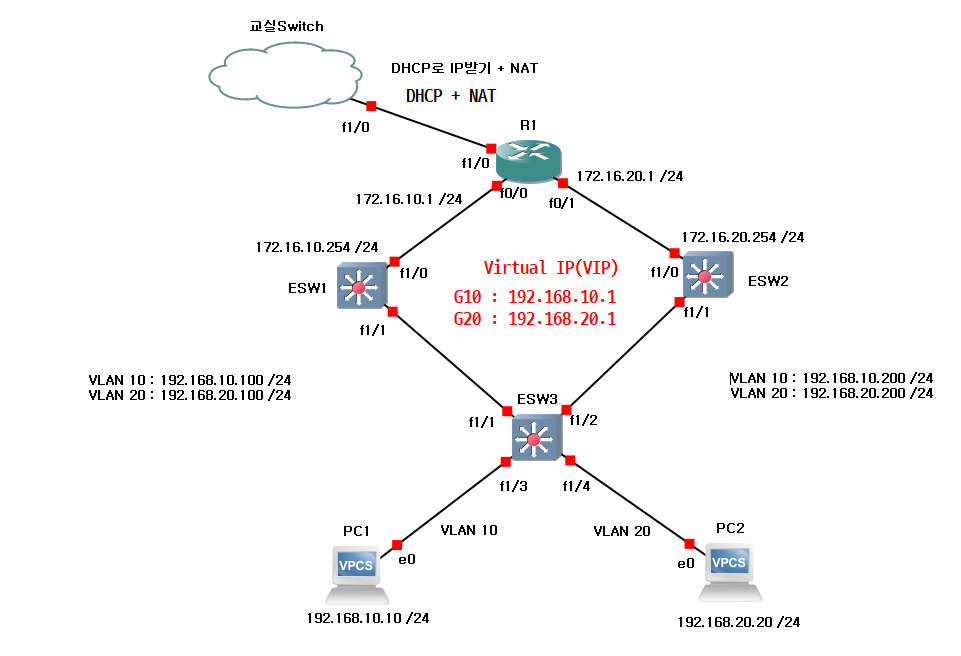 교실Switch
DHCP로 IP받기 + NAT
DHCP + NAT
f1/0
R1
f1/0
172.16.20.1 /24
172.16.10.1 /24
f0/0
f0/1
172.16.10.254 /24
172.16.20.254 /24
f1/0
Virtual IP(VIP)
f1/0
ESW1
ESW2
G10 : 192.168.10.1
G20 : 192.168.20.1
f1/1
f1/1
VLAN 10 : 192.168.10.100 /24
VLAN 20 : 192.168.20.100 /24
VLAN 10 : 192.168.10.200 /24
VLAN 20 : 192.168.20.200 /24
ESW3
f1/1
f1/2
f1/3
f1/4
PC1
VLAN 10
VLAN 20
PC2
e0
e0
VPCS
VPCS
192.168.10.10 /24
192.168.20.20 /24